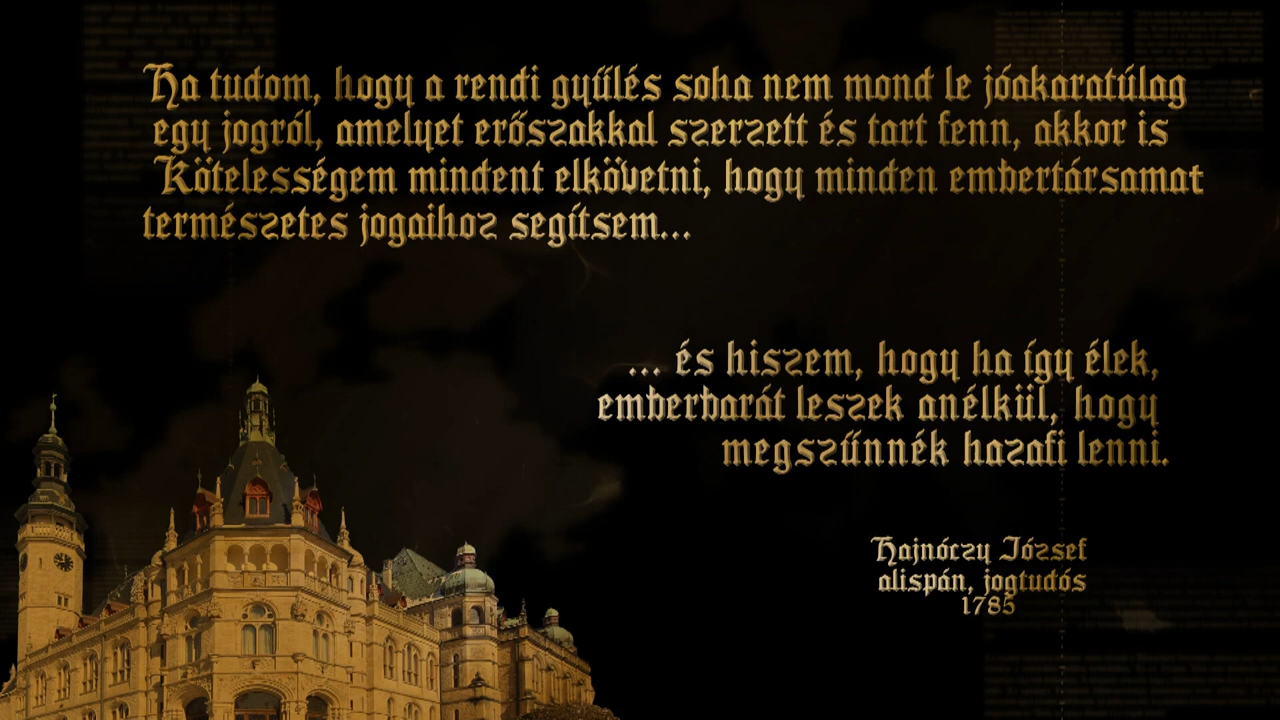 Ha tudom, hogy a rendi gyűlés soha nem mond le jóakaratúlag
egy jogról, amelyet erőszakkal szerzett és tart fenn, akkor is
Kötelességem mindent elkövetni, hogy minden embertársamat
természetes jogaihoz segítsem...
... és hiszem, hogy ha így élek,
emberbarát leszek anélkül, hogy
megszűnnék hazafi lenni.
Hajnóczy József
alispán, jogtudós
1785